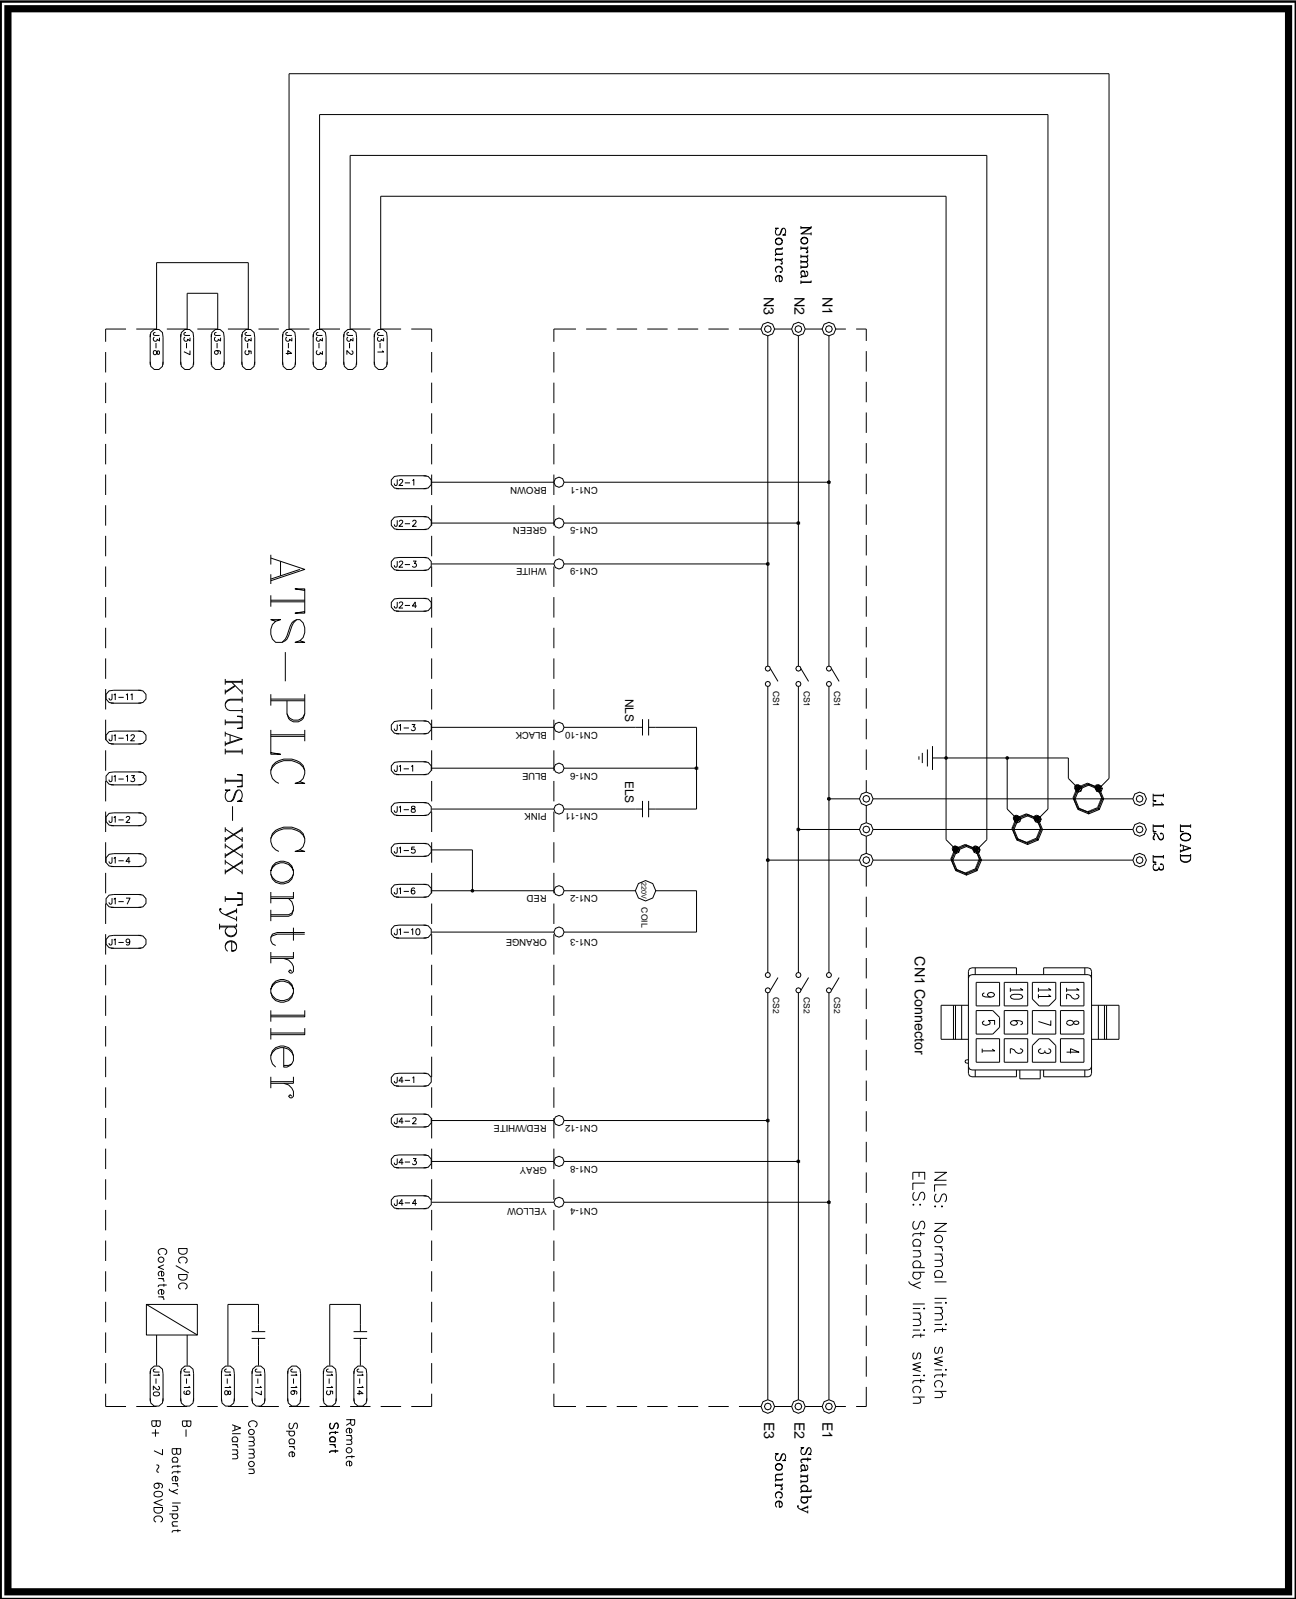 Normal
Source
N1
N2
N3
J3-8
J3-7
J3-6
J3-5
J3-4
J3-3
J3-2
J3-1
J2-1
BROWN
CN1-1
J2-2
GREEN
CN1-5
J2-3
WHITE
CN1-9
J2-4
CS1
CS1
CS1
ATS-PLC Controller
KUTAI TS-XXX Type
J1-11
J1-12
J1-13
J1-2
J1-4
J1-7
J1-9
J1-3
BLACK
CN1-10
NLS
J1-1
BLUE
CN1-6
J1-8
PINK
CN1-11
ELS
J1-5
J1-6
RED
CN1-2
220V
COIL
J1-10
ORANGE
CN1-3
LOAD
L1
L2
L3
CS2
CS2
CS2
CN1 Connector
12
11
10
9
8
7
6
5
4
3
2
1
J4-1
J4-2
RED/WHITE
CN1-12
J4-3
GRAY
CN1-8
J4-4
YELLOW
CN1-4
NLS: Normal limit switch
ELS: Standby limit switch
DC/DC
Coverter
J1-20
J1-19
J1-18
J1-17
J1-16
J1-15
J1-14
Remote
Start
Spare
Common
Alarm
B- Battery Input
B+ 7 ~ 60VDC
E1
E2
E3
Standby
Source